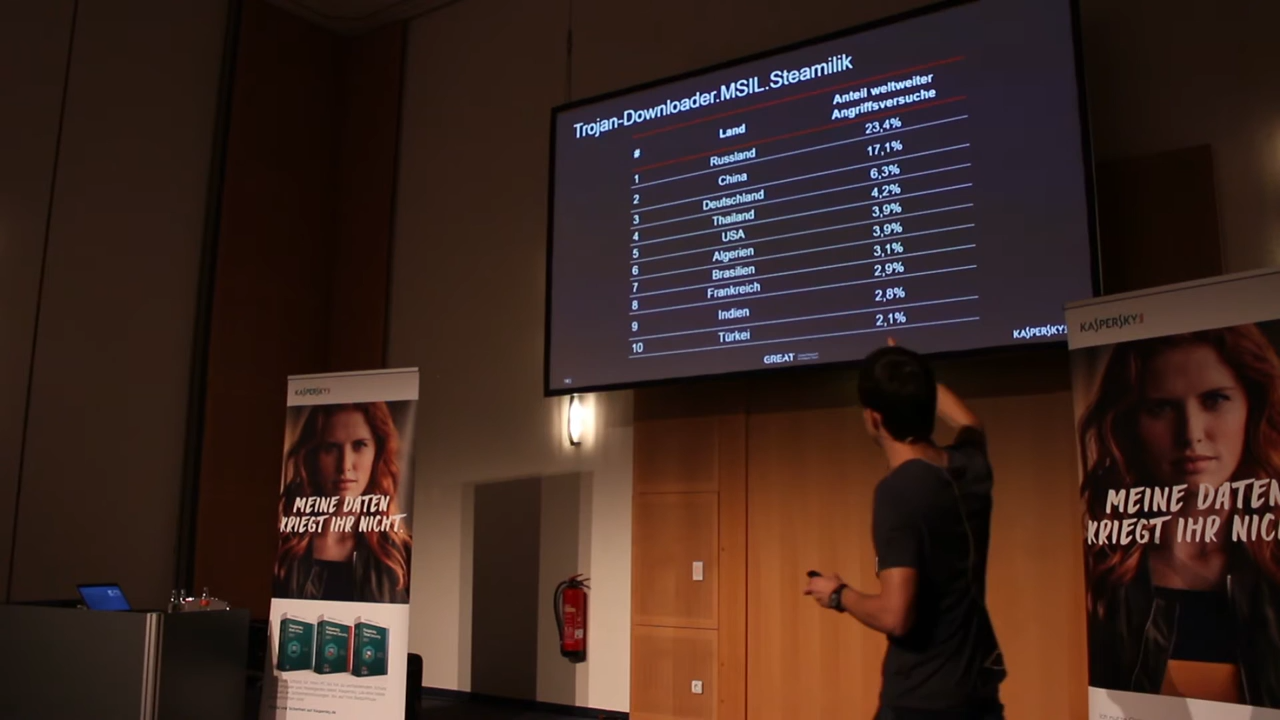 Trojan-Downloader.MSIL.Steamilik
# Land Anteil weltweiter Angriffsversuche
1 Russland 23,4%
2 China 17,1%
3 Deutschland 6,3%
4 Thailand 4,2%
5 USA 3,9%
6 Algerien 3,9%
7 Brasilien 3,1%
8 Frankreich 2,9%
9 Indien 2,8%
10 Türkei 2,1%
GREAT
KASPERSKY
KASPERSKY
MEINE DATEN
KRIEGT IHR NICHT.
KASPERSKY
MEINE DATEN
KRIEGT IHR NIC